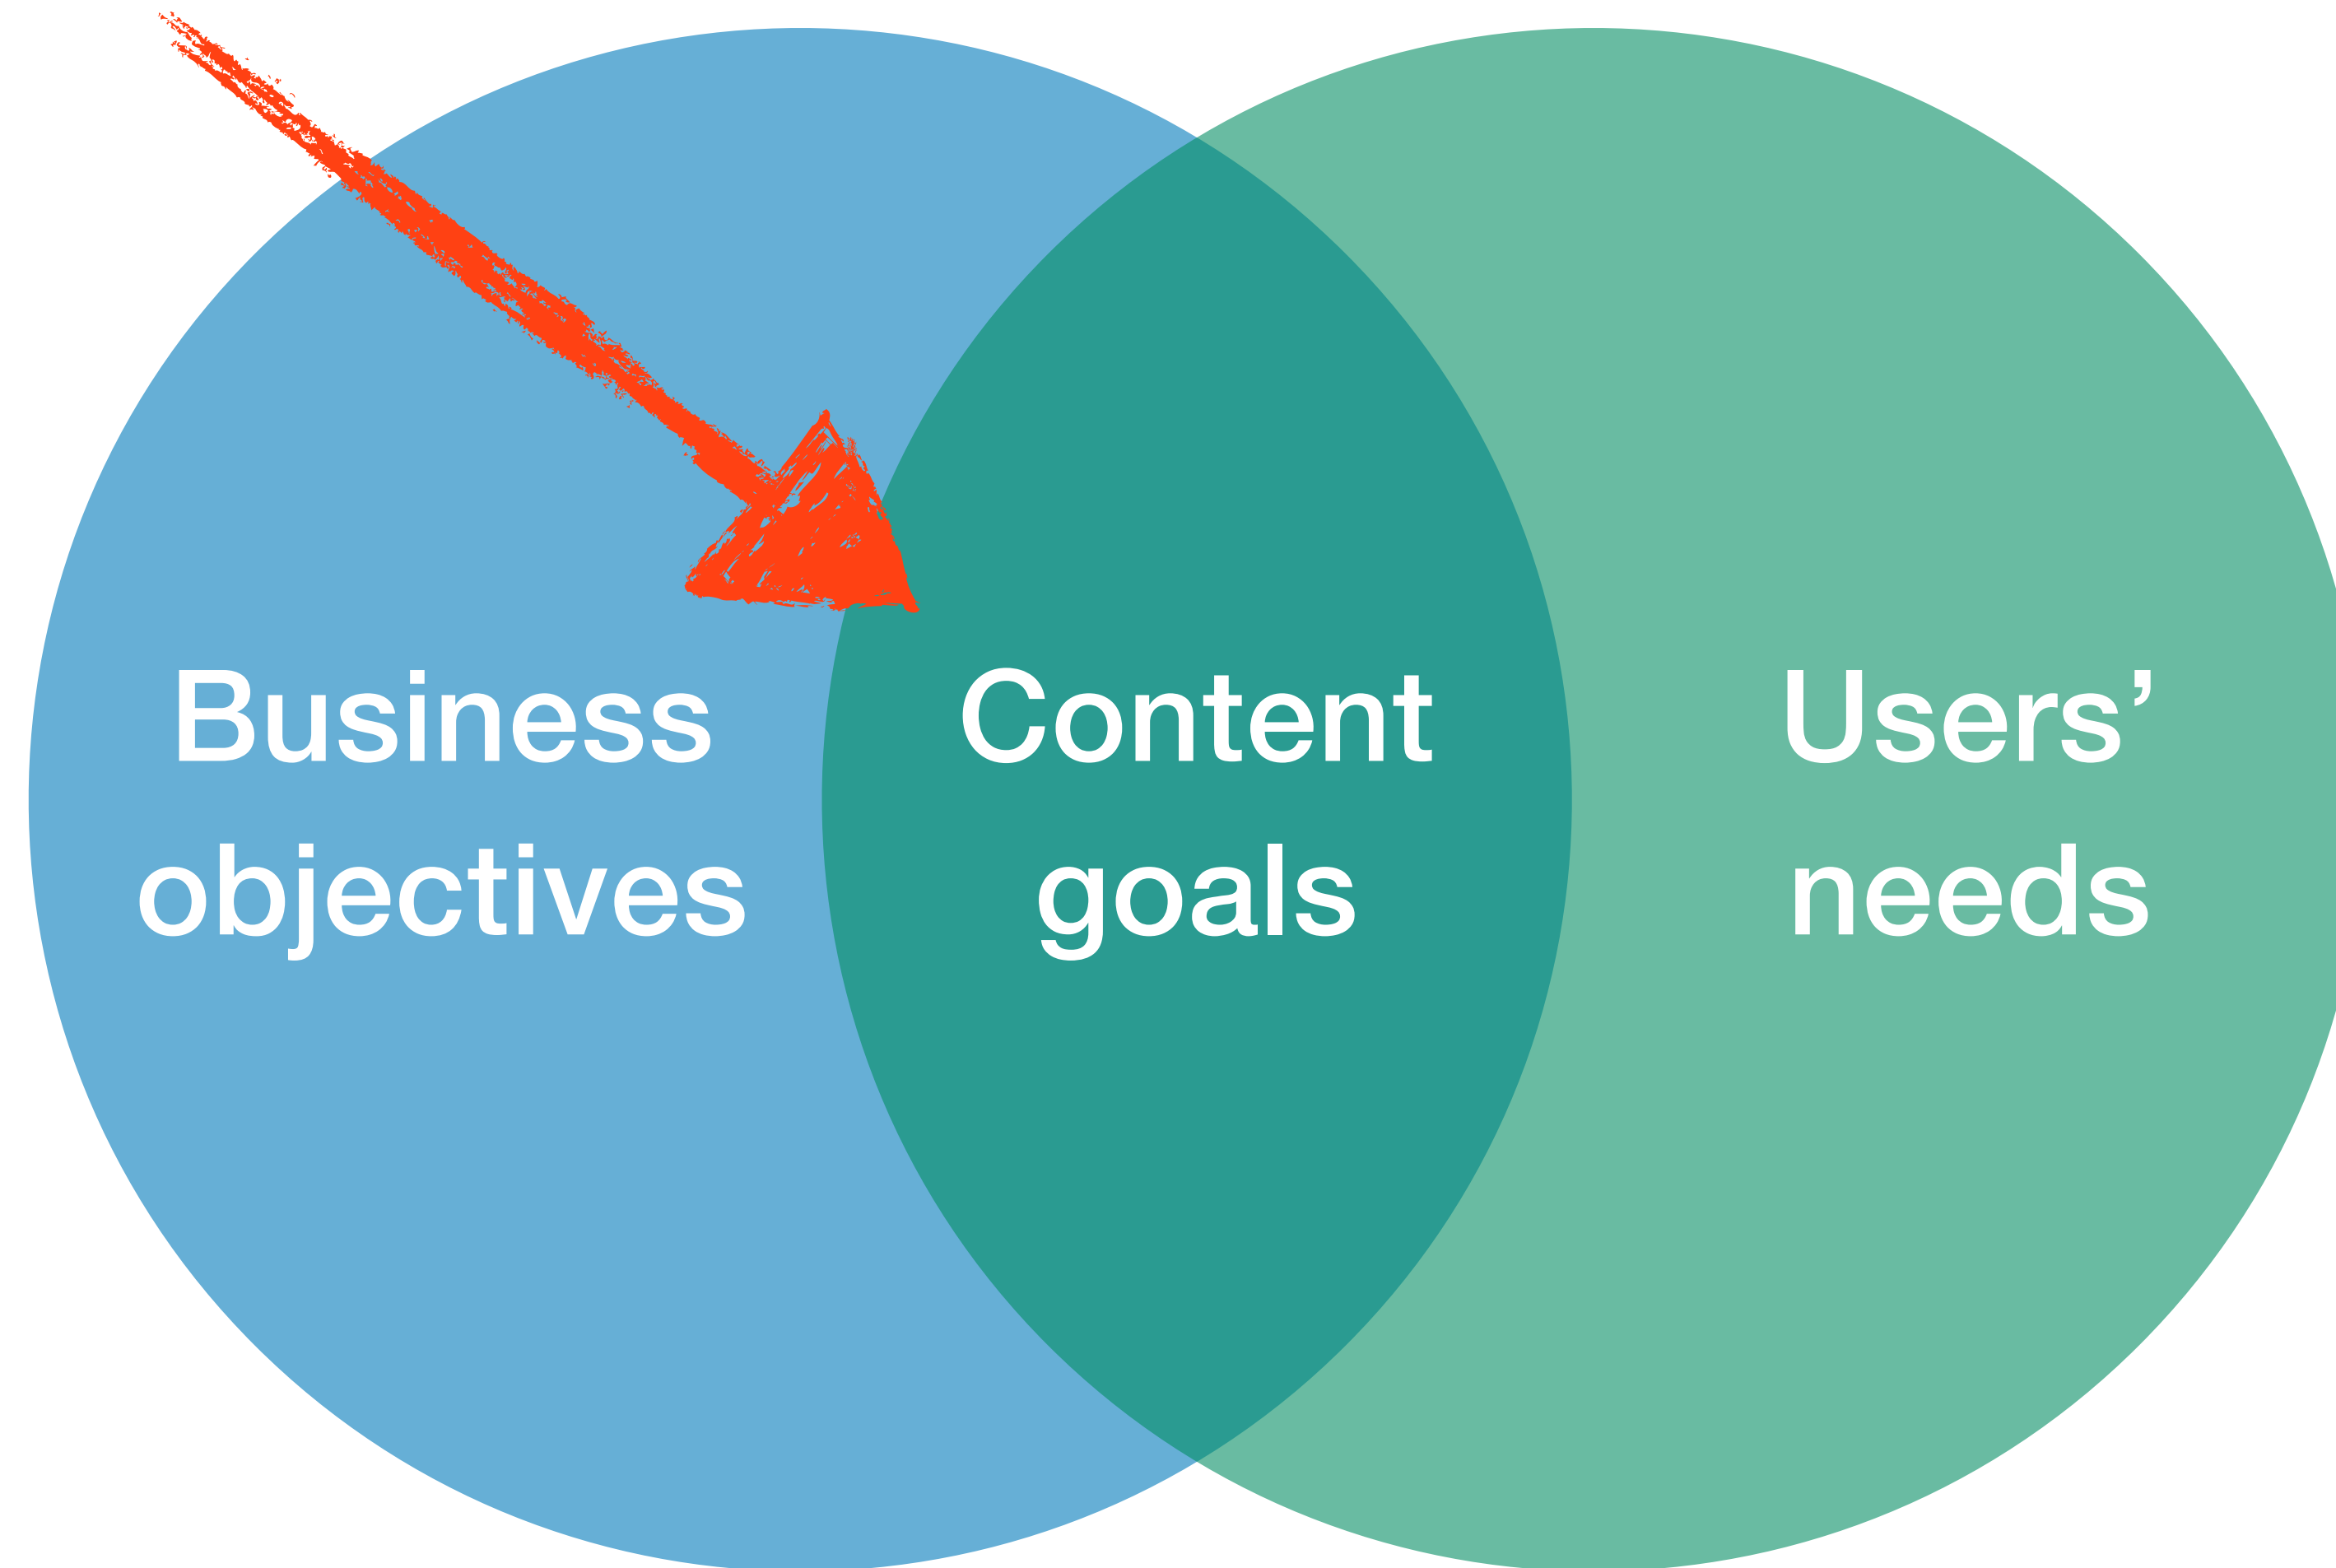 Business
objectives
Content
goals
Users’
needs